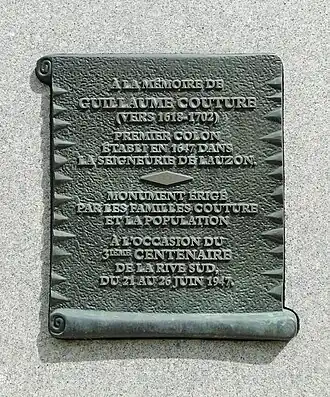 À LA MÉMOIRE DE
GUILLAUME COUTURE
(VERS 1618-1702)
PREMIER COLON
ÉTABLI EN 1647 DANS
LA SEIGNEURIE DE LAUZON.
MONUMENT ÉRIGÉ
PAR LES FAMILLES COUTURE
ET LA POPULATION
À L'OCCASION DU
3IÈME CENTENAIRE
DE LA RIVE SUD,
DU 21 AU 26 JUIN 1947.